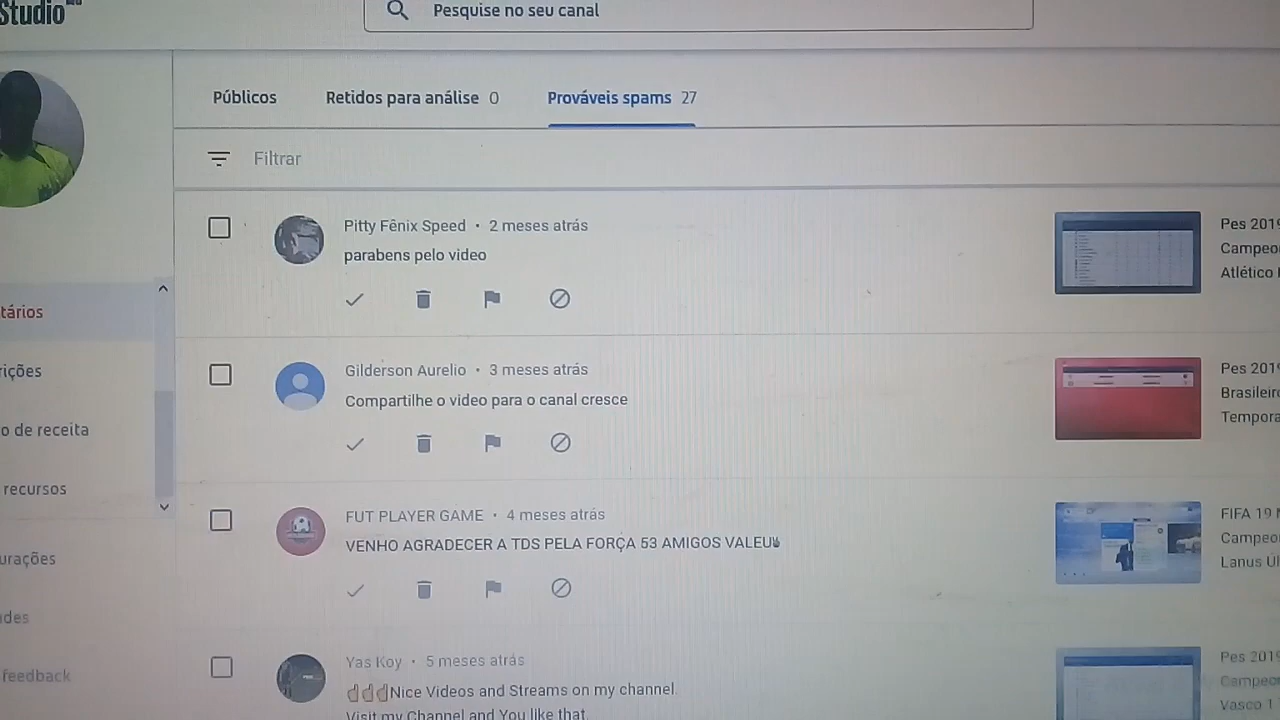 Studio
Pesquise no seu canal
Públicos
Retidos para análise 0
Prováveis spams 27
Filtrar
Pitty Fênix Speed • 2 meses atrás
parabens pelo video
Pes 2019
Campeo
Atlético
tários
Gilderson Aurelio • 3 meses atrás
Compartilhe o video para o canal cresce
Pes 2019
Brasileir
Tempora
rições
o de receita
recursos
FUT PLAYER GAME • 4 meses atrás
VENHO AGRADECER A TDS PELA FORÇA 53 AMIGOS VALEU
FIFA 19
Campeo
Lanus Úl
urações
des
feedback
Yas Koy • 5 meses atrás
Nice Videos and Streams on my channel.
Visit my Channel and You like that.
Pes 2019
Campeo
Vasco 1